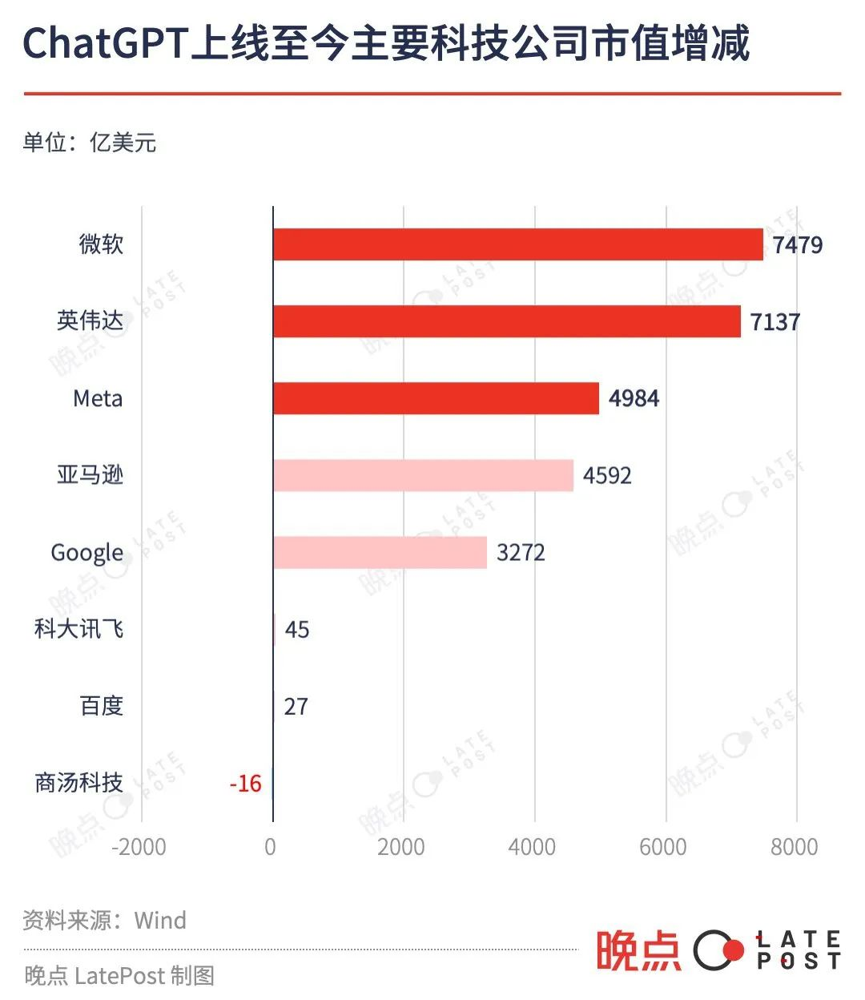 ChatGPT上线至今主要科技公司市值增减
单位：亿美元
微软 7479
英伟达 7137
Meta 4984
亚马逊 4592
Google 3272
科大讯飞 45
百度 27
商汤科技 -16
-2000 0 2000 4000 6000 8000
资料来源：Wind
晚点 LatePost 制图
晚点 LATE POST